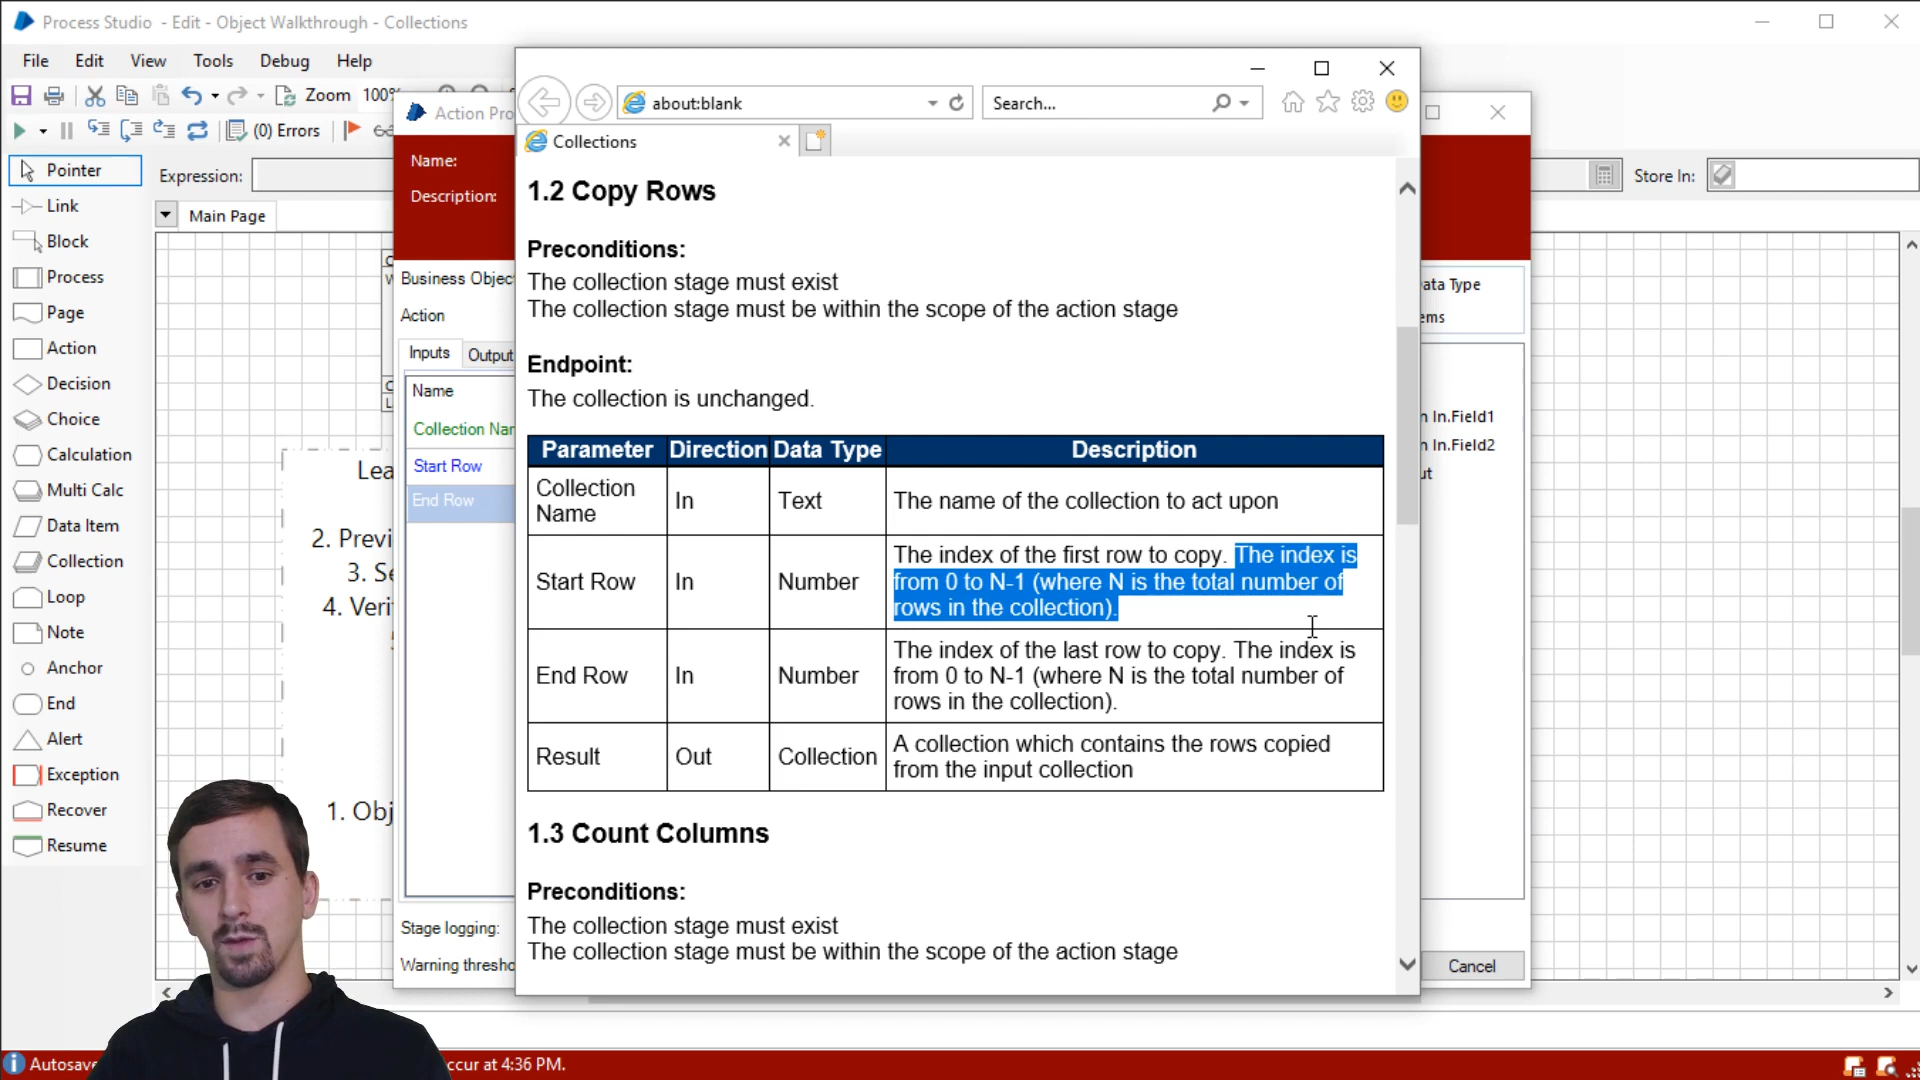 Process Studio - Edit - Object Walkthrough - Collections
File Edit View Tools Debug Help
Zoom 100%
(0) Errors
Pointer
Link
Block
Process
Page
Action
Decision
Choice
Calculation
Multi Calc
Data Item
Collection
Loop
Note
Anchor
End
Alert
Exception
Recover
Resume
Expression:
Store In:
Main Page
Lea
2. Previ
3. Se
4. Veri
1. Obj
Action Pro
Name:
Description:
Business Objec
Action
Inputs Output
Name
Collection Nar
Start Row
End Row
Stage logging:
Warning thresho
about:blank
Search...
Collections
1.2 Copy Rows
Preconditions:
The collection stage must exist
The collection stage must be within the scope of the action stage
Endpoint:
The collection is unchanged.
Parameter Direction Data Type Description
Collection Name In Text The name of the collection to act upon
Start Row In Number The index of the first row to copy. The index is
from 0 to N-1 (where N is the total number of
rows in the collection).
End Row In Number The index of the last row to copy. The index is
from 0 to N-1 (where N is the total number of
rows in the collection).
Result Out Collection A collection which contains the rows copied
from the input collection
1.3 Count Columns
Preconditions:
The collection stage must exist
The collection stage must be within the scope of the action stage
ata Type
ems
n In.Field1
n In.Field2
ut
Cancel
Autosave
ccur at 4:36 PM.